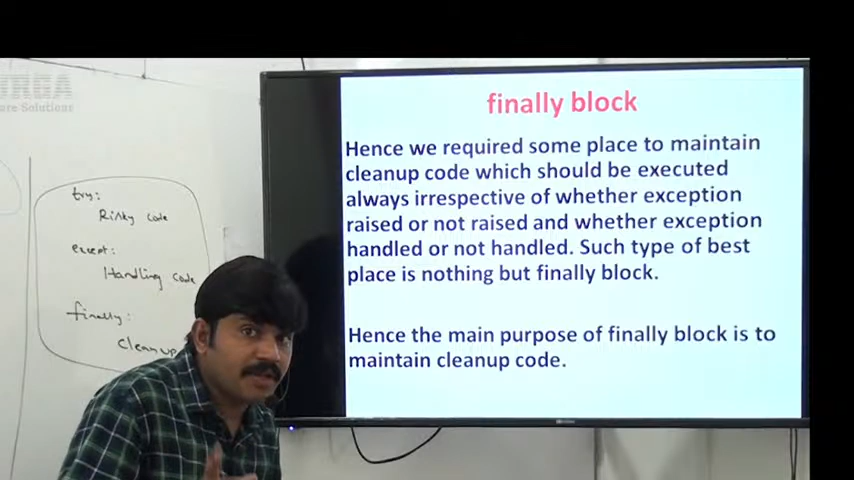 URGA
are Solutions
try:
Risky code
except:
Handling code
finally:
cleanup
finally block
Hence we required some place to maintain
cleanup code which should be executed
always irrespective of whether exception
raised or not raised and whether exception
handled or not handled. Such type of best
place is nothing but finally block.
Hence the main purpose of finally block is to
maintain cleanup code.